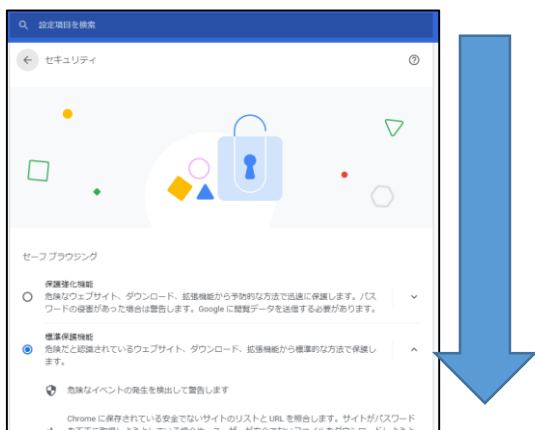 設定項目を検索
セキュリティ
セーフ ブラウジング
保護強化機能
危険なウェブサイト、ダウンロード、拡張機能から予防的な方法で迅速に保護します。パス
ワードの侵害があった場合は警告します。Google に閲覧データを送信する必要があります。
標準保護機能
危険だと認識されているウェブサイト、ダウンロード、拡張機能から標準的な方法で保護し
ます。
危険なイベントの発生を検出して警告します
Chrome に保存されている安全でないサイトのリストと URL を照合します。サイトがパスワード